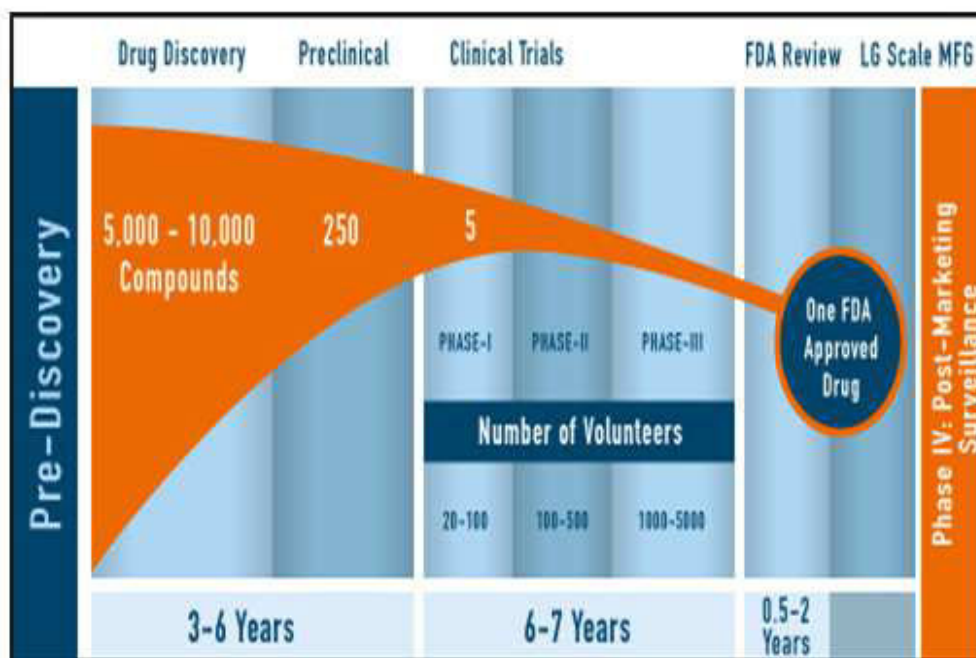 Drug Discovery
Preclinical
Clinical Trials
FDA Review
LG Scale MFG
Pre-Discovery
5,000 - 10,000
Compounds
250
5
PHASE-I
PHASE-II
PHASE-III
Number of Volunteers
20-100
100-500
1000-5000
One FDA
Approved
Drug
Phase IV: Post-Marketing
Surveillance
3-6 Years
6-7 Years
0.5-2
Years